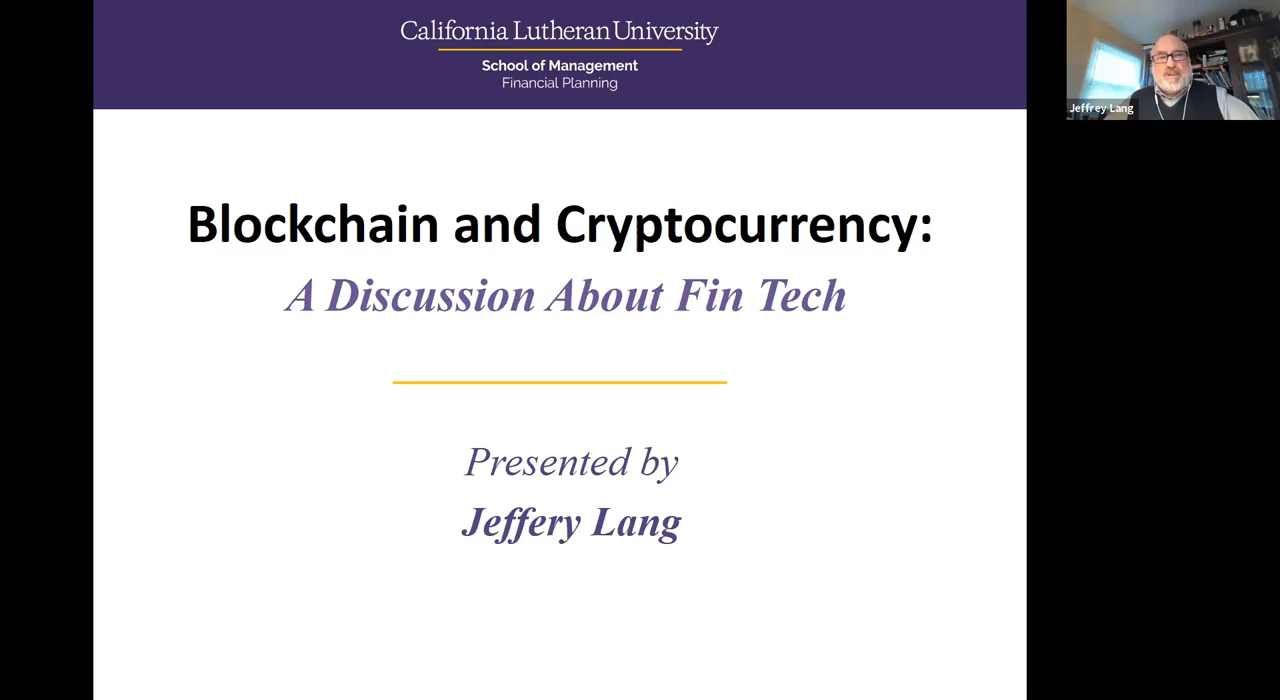 California Lutheran University
School of Management
Financial Planning
Jeffrey Lang
Blockchain and Cryptocurrency:
A Discussion About Fin Tech
Presented by
Jeffery Lang